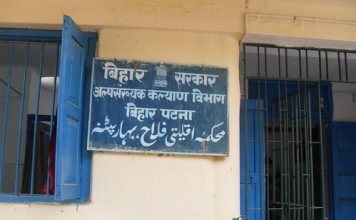 बिहार सरकार
अल्पसंख्यक कल्याण विभाग
बिहार पटना
محکمہ اقلیتی فلاح۔ بہار پٹنہ